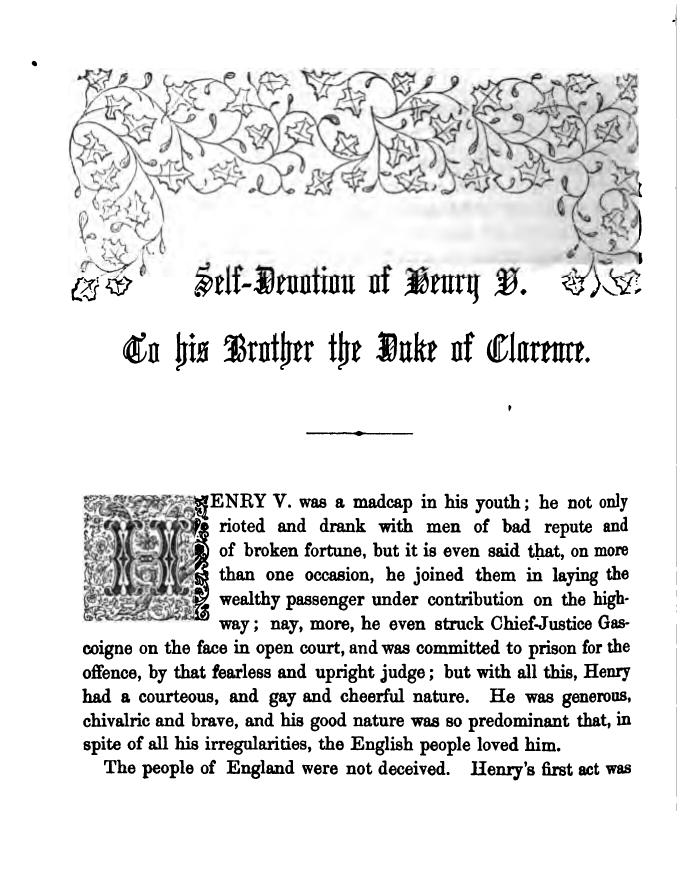 Self-Devotion of Henry V.
To his Brother the Duke of Clarence.
HENRY V. was a madcap in his youth; he not only
rioted and drank with men of bad repute and
of broken fortune, but it is even said that, on more
than one occasion, he joined them in laying the
wealthy passenger under contribution on the high-
way; nay, more, he even struck Chief-Justice Gas-
coigne on the face in open court, and was committed to prison for the
offence, by that fearless and upright judge; but with all this, Henry
had a courteous, and gay and cheerful nature. He was generous,
chivalric and brave, and his good nature was so predominant that, in
spite of all his irregularities, the English people loved him.
The people of England were not deceived. Henry's first act was